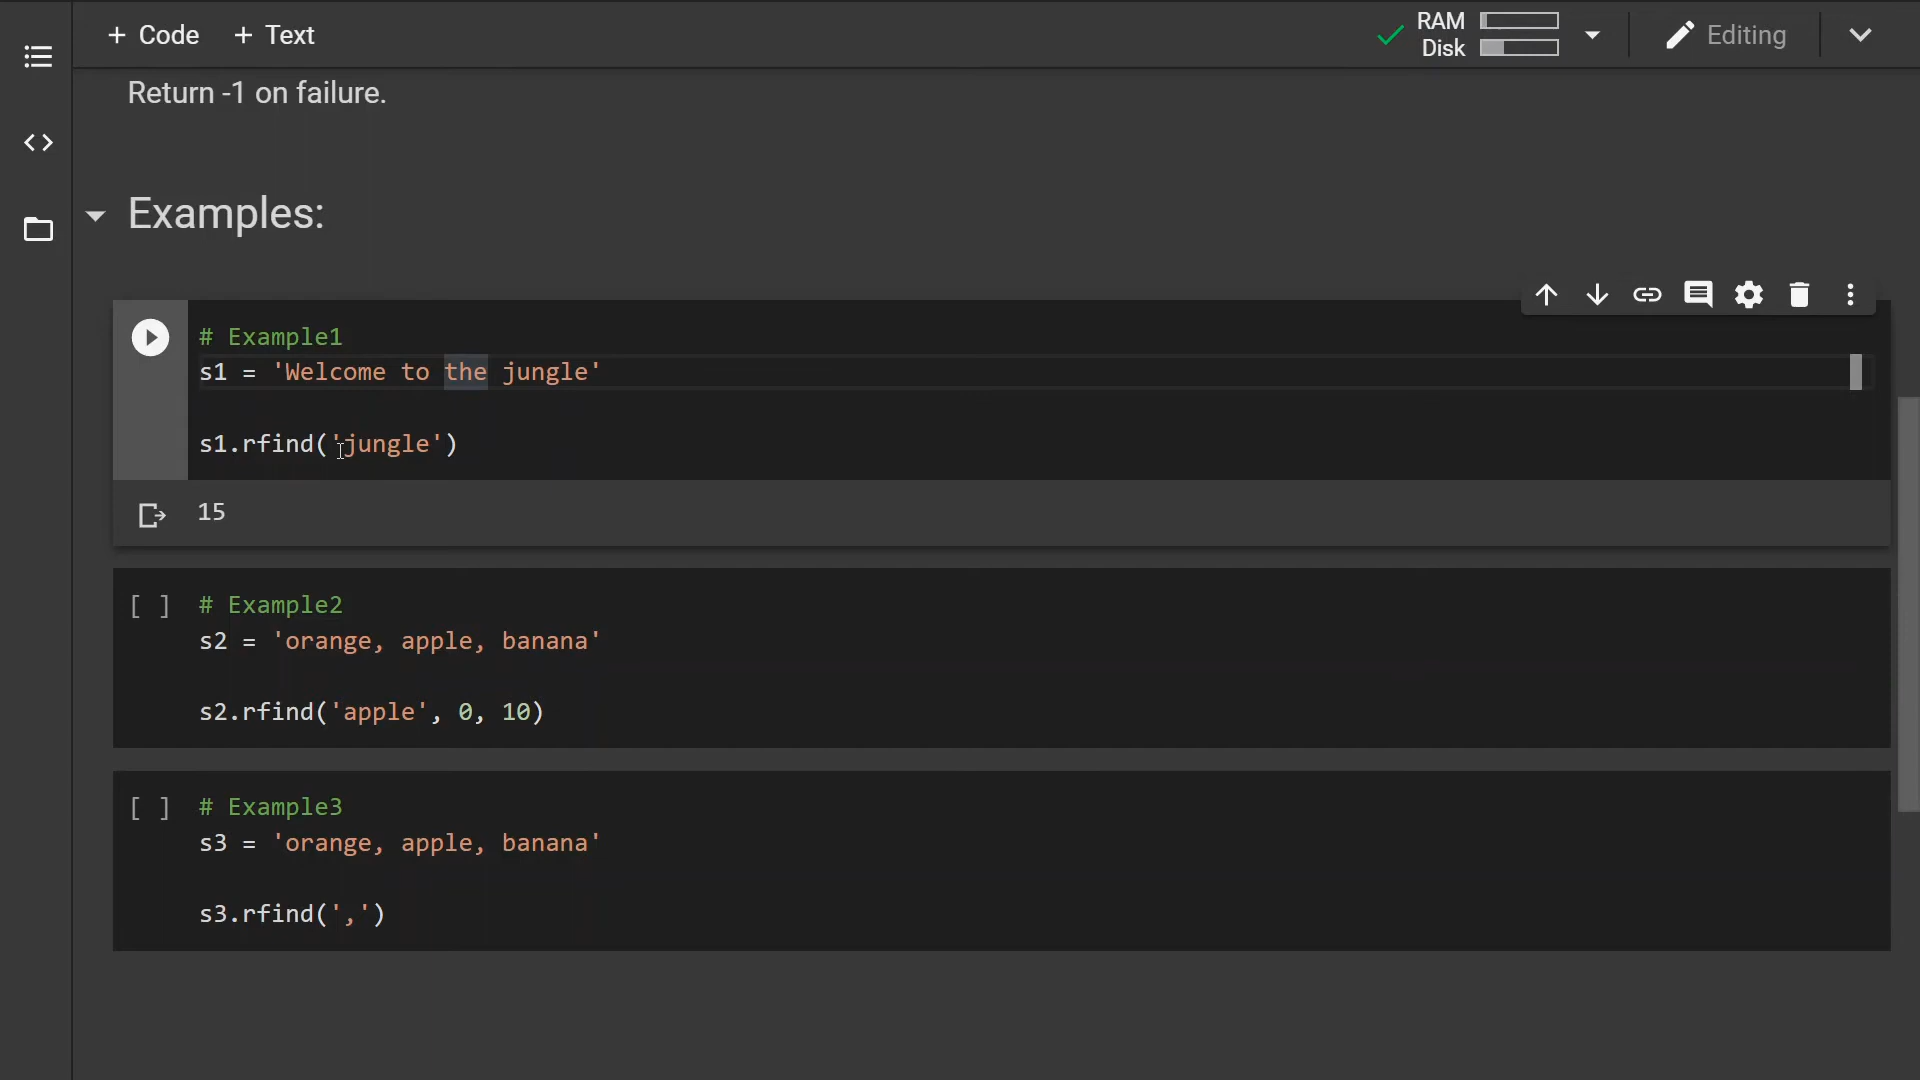 + Code + Text
RAM
Disk
Editing
Return -1 on failure.
Examples:
# Example1
s1 = 'Welcome to the jungle'
s1.rfind('jungle')
15
[ ] # Example2
s2 = 'orange, apple, banana'
s2.rfind('apple', 0, 10)
[ ] # Example3
s3 = 'orange, apple, banana'
s3.rfind(',')